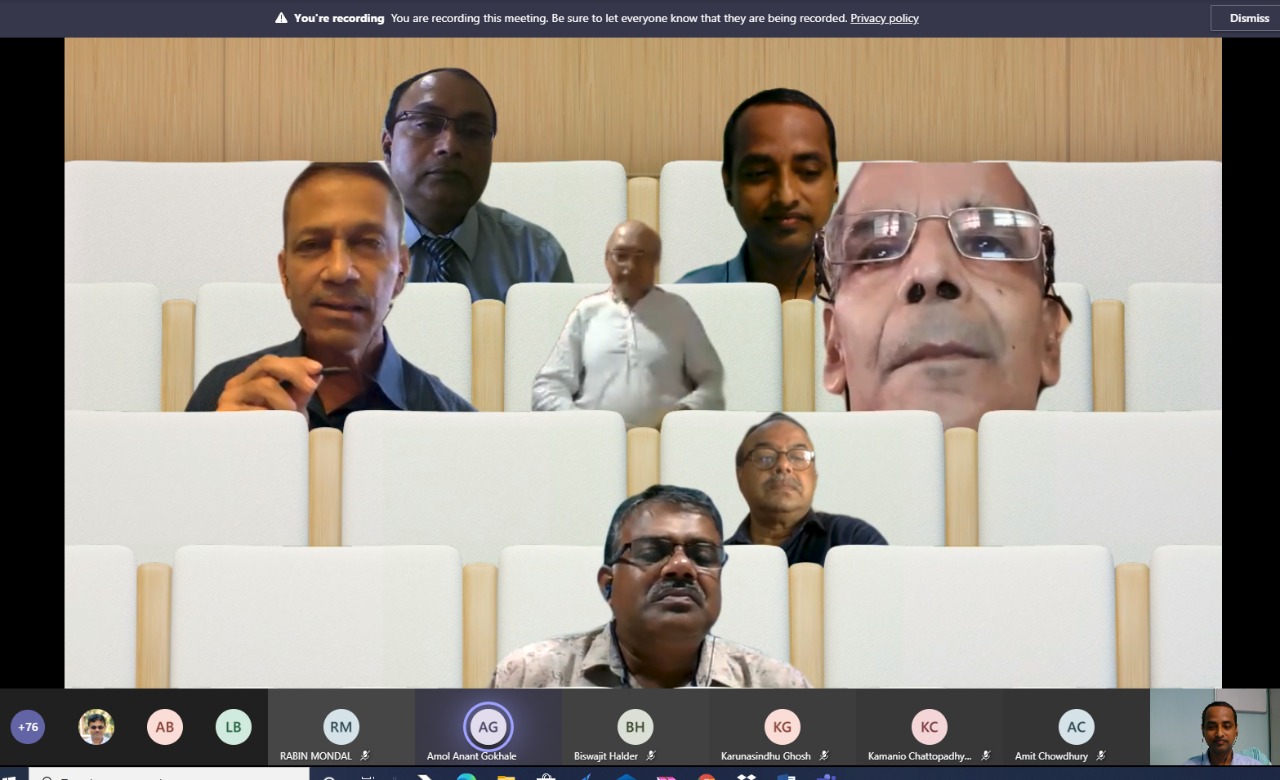 You're recording You are recording this meeting. Be sure to let everyone know that they are being recorded. Privacy policy
Dismiss
+76
AB
LB
RM
AG
BH
KG
KC
AC
RABIN MONDAL
Amol Anant Gokhale
Biswajit Halder
Karunasindhu Ghosh
Kamanio Chattopadhy...
Amit Chowdhury